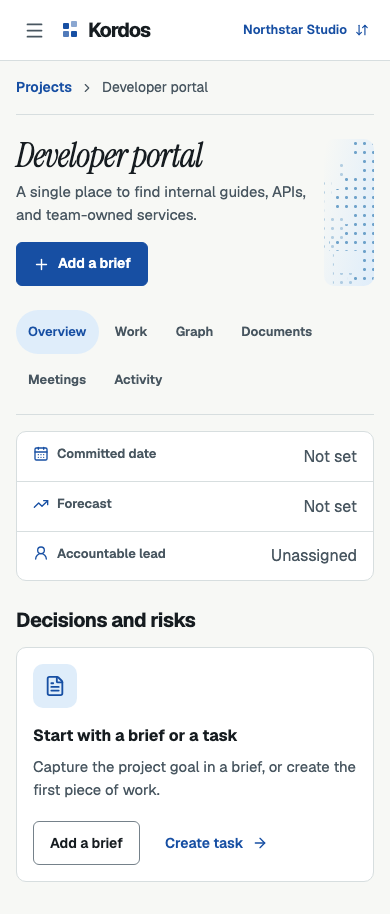 Kordos
Northstar Studio
Projects > Developer portal
Developer portal
A single place to find internal guides, APIs,
and team-owned services.
+ Add a brief
Overview Work Graph Documents
Meetings Activity
Committed date Not set
Forecast Not set
Accountable lead Unassigned
Decisions and risks
Start with a brief or a task
Capture the project goal in a brief, or create the
first piece of work.
Add a brief Create task →